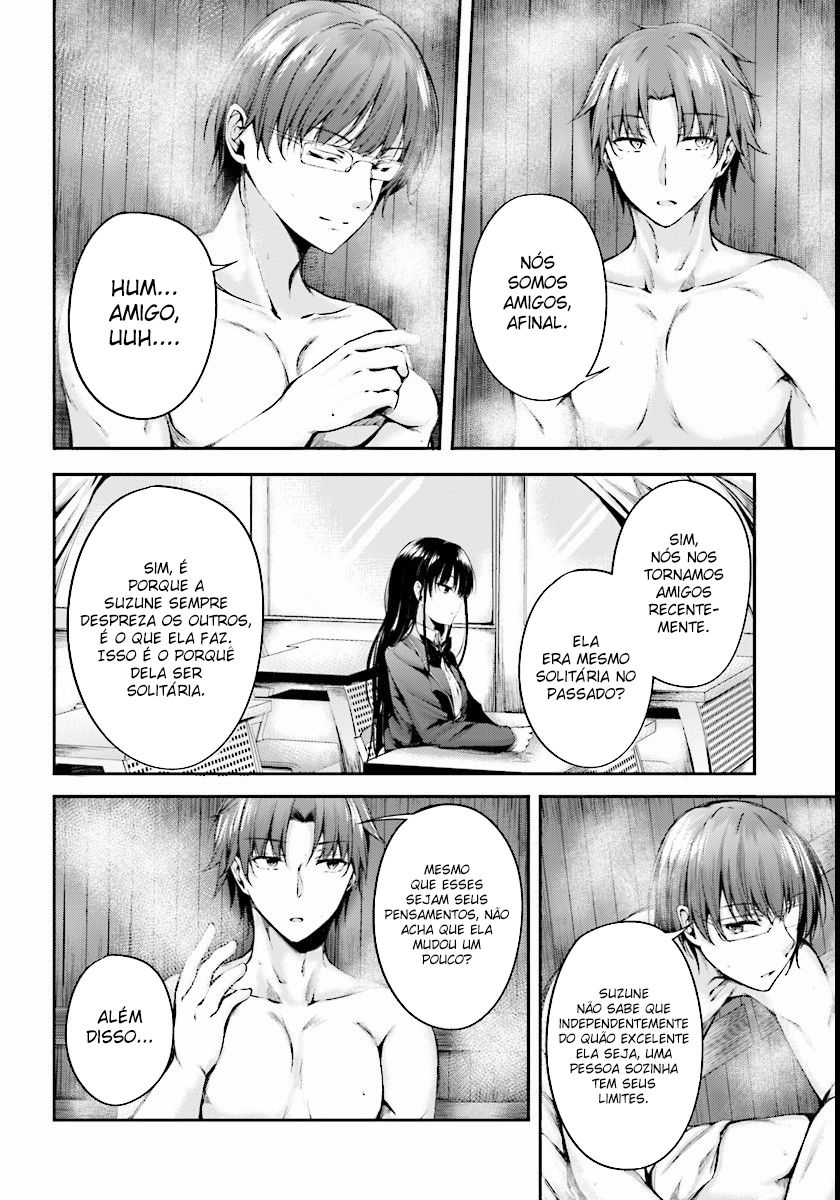 NÓS
SOMOS
AMIGOS,
AFINAL.
HUM...
AMIGO,
UUH....
SIM,
NÓS NOS
TORNAMOS
AMIGOS
RECENTE-
MENTE.
ELA
ERA MESMO
SOLITÁRIA NO
PASSADO?
SIM, É
PORQUE A
SUZUNE SEMPRE
DESPREZA OS OUTROS,
É O QUE ELA FAZ.
ISSO É O PORQUÊ
DELA SER
SOLITÁRIA.
SUZUNE
NÃO SABE QUE
INDEPENDENTEMENTE
DO QUÃO EXCELENTE
ELA SEJA, UMA
PESSOA SOZINHA
TEM SEUS
LIMITES.
MESMO
QUE ESSES
SEJAM SEUS
PENSAMENTOS, NÃO
ACHA QUE ELA
MUDOU UM
POUCO?
ALÉM
DISSO...